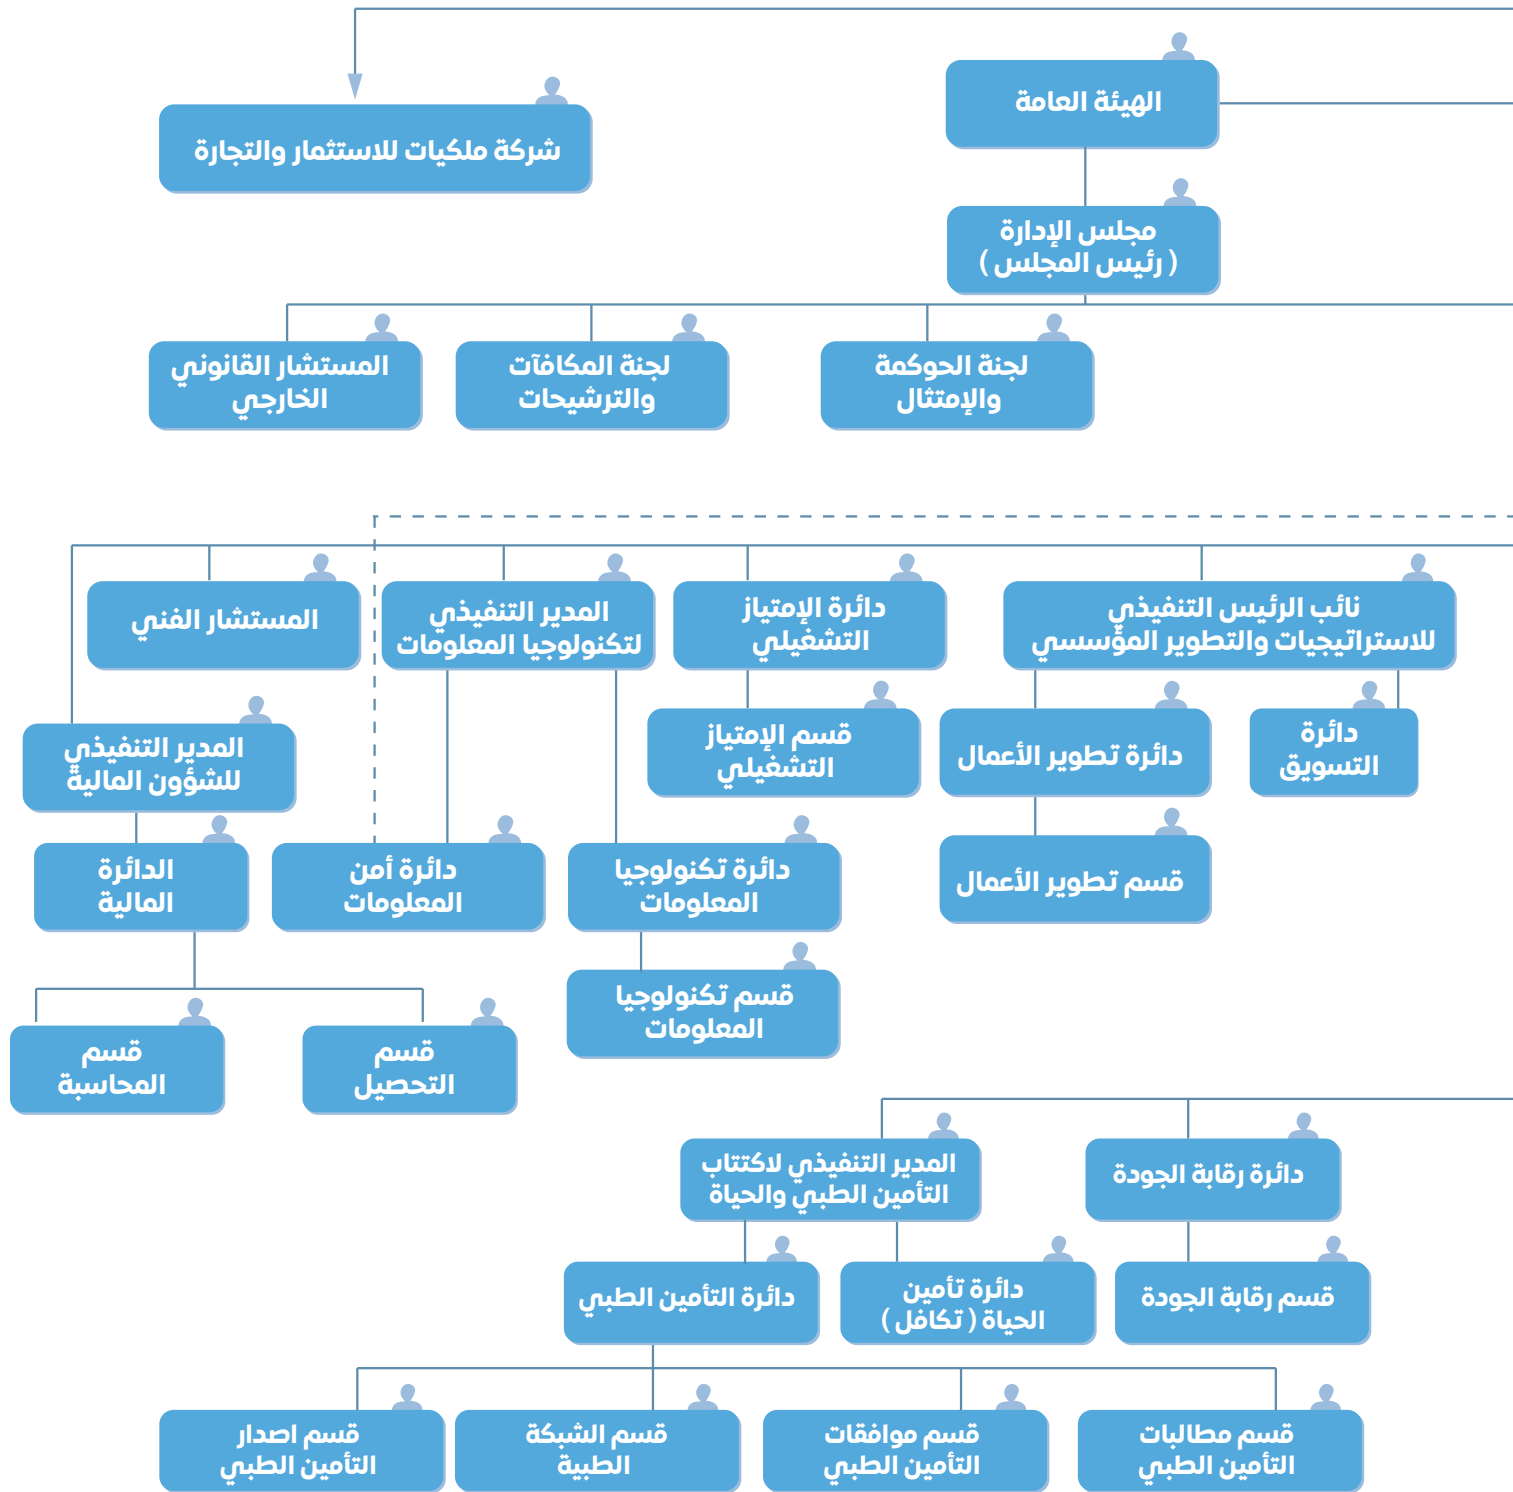 الهيئة العامة
شركة ملكيات للاستثمار والتجارة
مجلس الإدارة
( رئيس المجلس )
لجنة الحوكمة
والإمتثال
لجنة المكافآت
والترشيحات
المستشار القانوني
الخارجي
نائب الرئيس التنفيذي
للاستراتيجيات والتطوير المؤسسي
دائرة الإمتياز
التشغيلي
المدير التنفيذي
لتكنولوجيا المعلومات
المستشار الفني
دائرة
التسويق
دائرة تطوير الأعمال
قسم الإمتياز
التشغيلي
المدير التنفيذي
للشؤون المالية
قسم تطوير الأعمال
دائرة تكنولوجيا
المعلومات
دائرة أمن
المعلومات
الدائرة
المالية
قسم تكنولوجيا
المعلومات
قسم
التحصيل
قسم
المحاسبة
دائرة رقابة الجودة
المدير التنفيذي لاكتتاب
التأمين الطبي والحياة
قسم رقابة الجودة
دائرة تأمين
الحياة ( تكافل )
دائرة التأمين الطبي
قسم مطالبات
التأمين الطبي
قسم موافقات
التأمين الطبي
قسم الشبكة
الطبية
قسم اصدار
التأمين الطبي